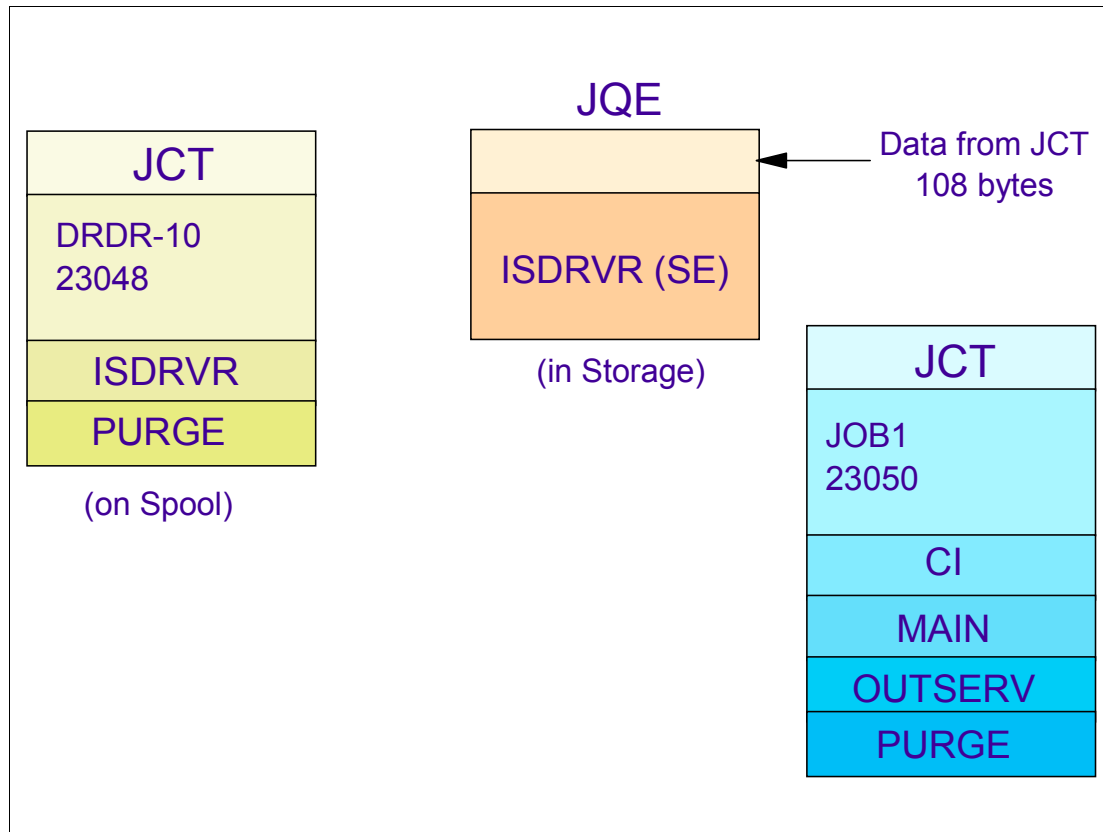 JCT
DRDR-10
23048
ISDRVR
PURGE
(on Spool)
JQE
Data from JCT
108 bytes
ISDRVR (SE)
(in Storage)
JCT
JOB1
23050
CI
MAIN
OUTSERV
PURGE